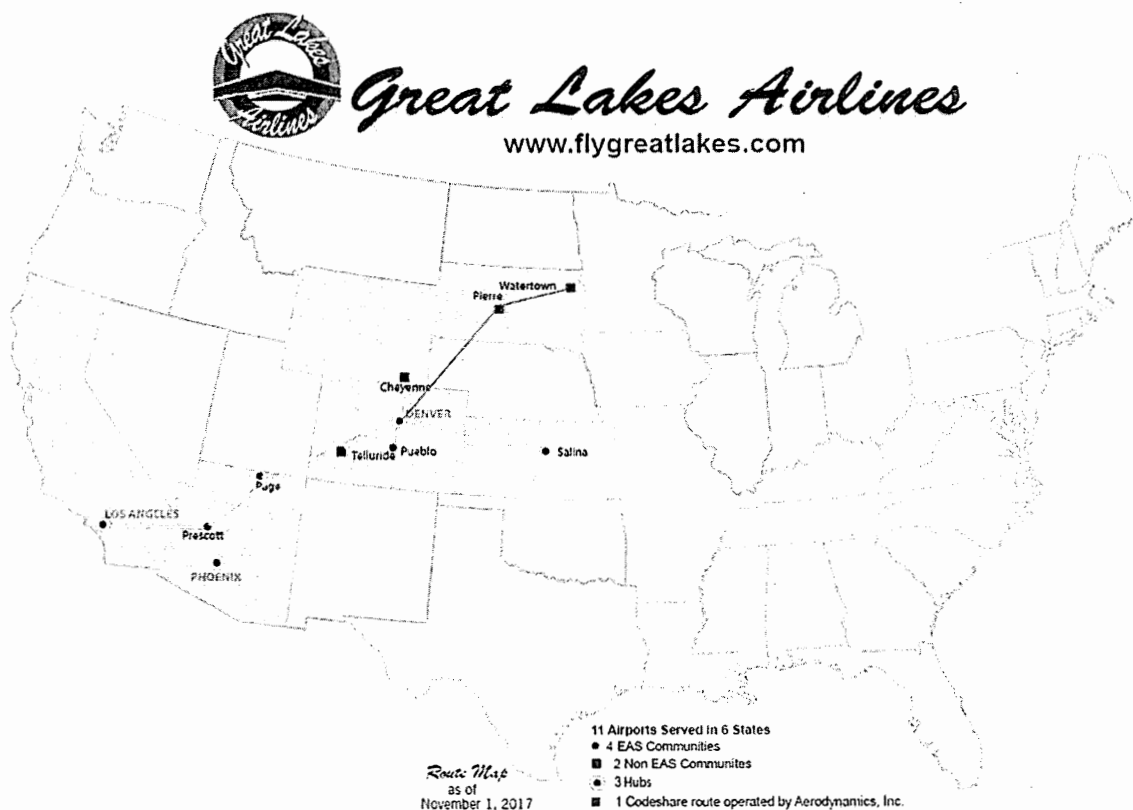 Great Lakes
Airlines
Great Lakes Airlines
www.flygreatlakes.com
Watertown
Pierre
Cheyenne
DENVER
Telluride
Pueblo
Salina
Page
LOS ANGELES
Prescott
PHOENIX
11 Airports Served in 6 States
4 EAS Communities
2 Non EAS Communites
3 Hubs
1 Codeshare route operated by Aerodynamics, Inc.
Route Map
as of
November 1, 2017